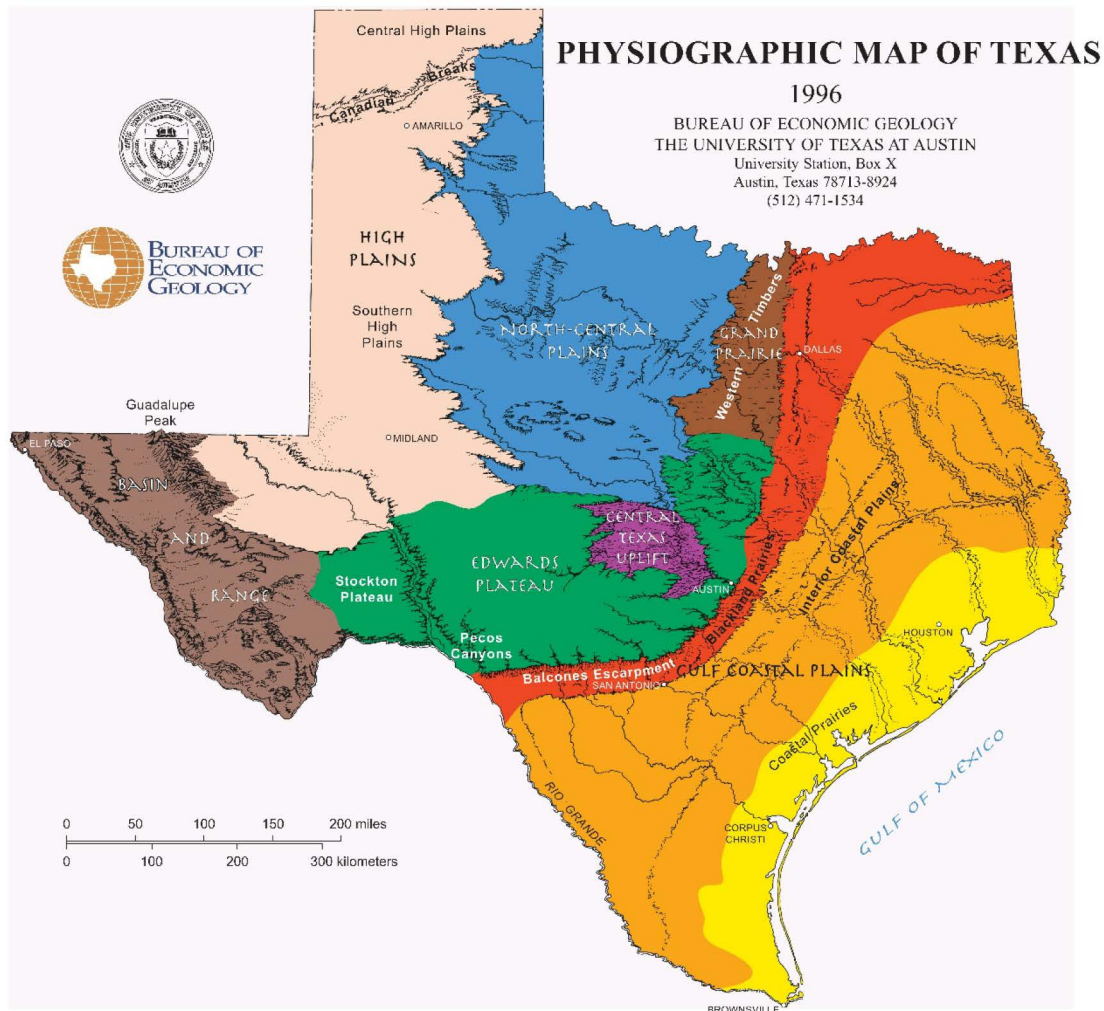 PHYSIOGRAPHIC MAP OF TEXAS
1996
BUREAU OF ECONOMIC GEOLOGY
THE UNIVERSITY OF TEXAS AT AUSTIN
University Station, Box X
Austin, Texas 78713-8924
(512) 471-1534
BUREAU OF
ECONOMIC
GEOLOGY
Central High Plains
Canadian Breaks
AMARILLO
HIGH
PLAINS
Southern
High
Plains
NORTH-CENTRAL
PLAINS
GRAND
PRAIRIE
Western Timbers
DALLAS
Guadalupe
Peak
EL PASO
MIDLAND
BASIN
AND
RANGE
Stockton
Plateau
EDWARDS
PLATEAU
CENTRAL
TEXAS
UPLIFT
Pecos
Canyons
AUSTIN
Blackland Prairies
Interior Coastal Plains
Balcones Escarpment
SAN ANTONIO
GULF COASTAL PLAINS
HOUSTON
Coastal Prairies
RIO GRANDE
CORPUS
CHRISTI
GULF OF MEXICO
BROWNSVILLE
0 50 100 150 200 miles
0 100 200 300 kilometers